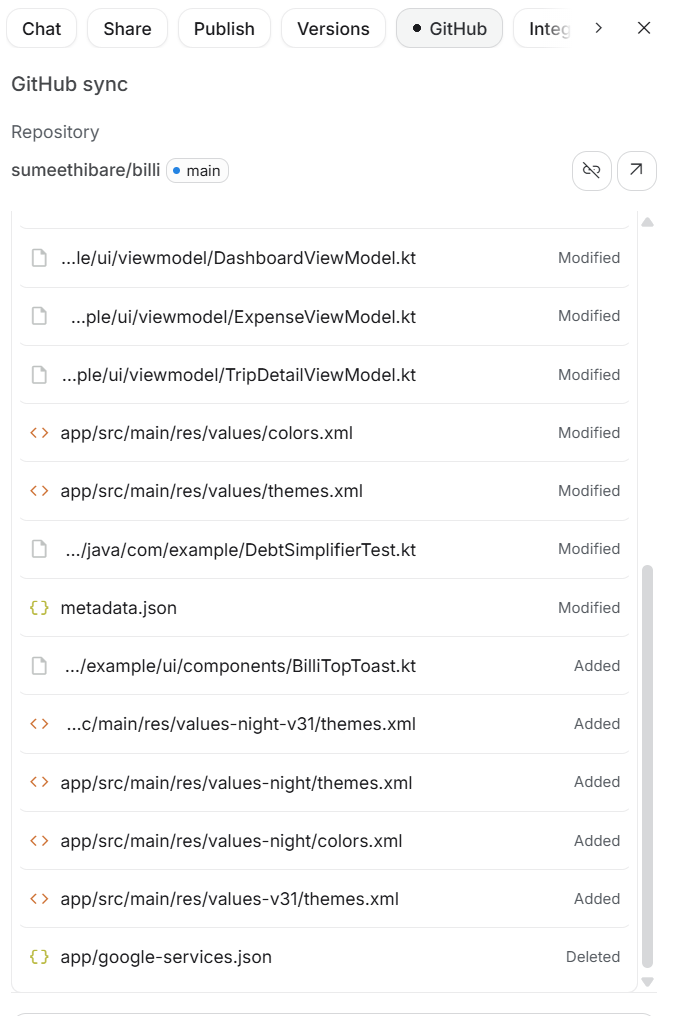 Chat Share Publish Versions GitHub Integ
GitHub sync
Repository
sumeethibare/billi main
...le/ui/viewmodel/DashboardViewModel.kt Modified
...ple/ui/viewmodel/ExpenseViewModel.kt Modified
...ple/ui/viewmodel/TripDetailViewModel.kt Modified
app/src/main/res/values/colors.xml Modified
app/src/main/res/values/themes.xml Modified
.../java/com/example/DebtSimplifierTest.kt Modified
metadata.json Modified
.../example/ui/components/BilliTopToast.kt Added
...c/main/res/values-night-v31/themes.xml Added
app/src/main/res/values-night/themes.xml Added
app/src/main/res/values-night/colors.xml Added
app/src/main/res/values-v31/themes.xml Added
app/google-services.json Deleted